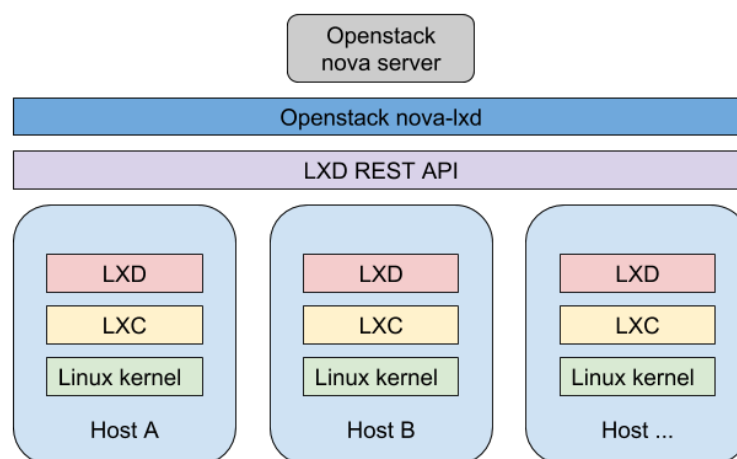 Openstack
nova server
Openstack nova-lxd
LXD REST API
LXD
LXC
Linux kernel
Host A
LXD
LXC
Linux kernel
Host B
LXD
LXC
Linux kernel
Host ...